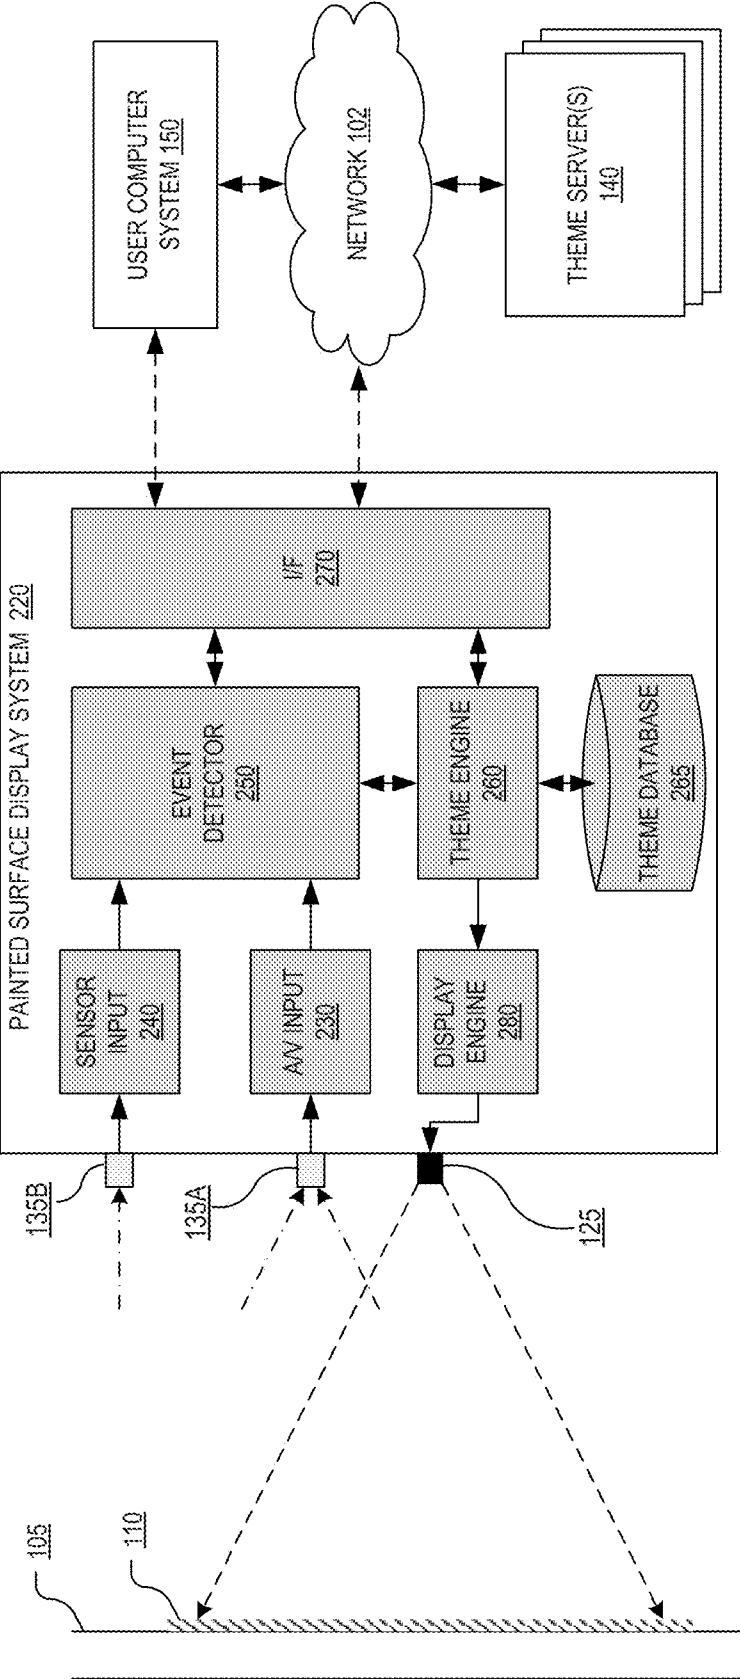 105
110
PAINTED SURFACE DISPLAY SYSTEM 220
135B
SENSOR
INPUT
240
135A
A/V INPUT
230
125
DISPLAY
ENGINE
280
EVENT
DETECTOR
250
THEME ENGINE
260
THEME DATABASE
265
I/F
270
USER COMPUTER
SYSTEM 150
NETWORK 102
THEME SERVER(S)
140